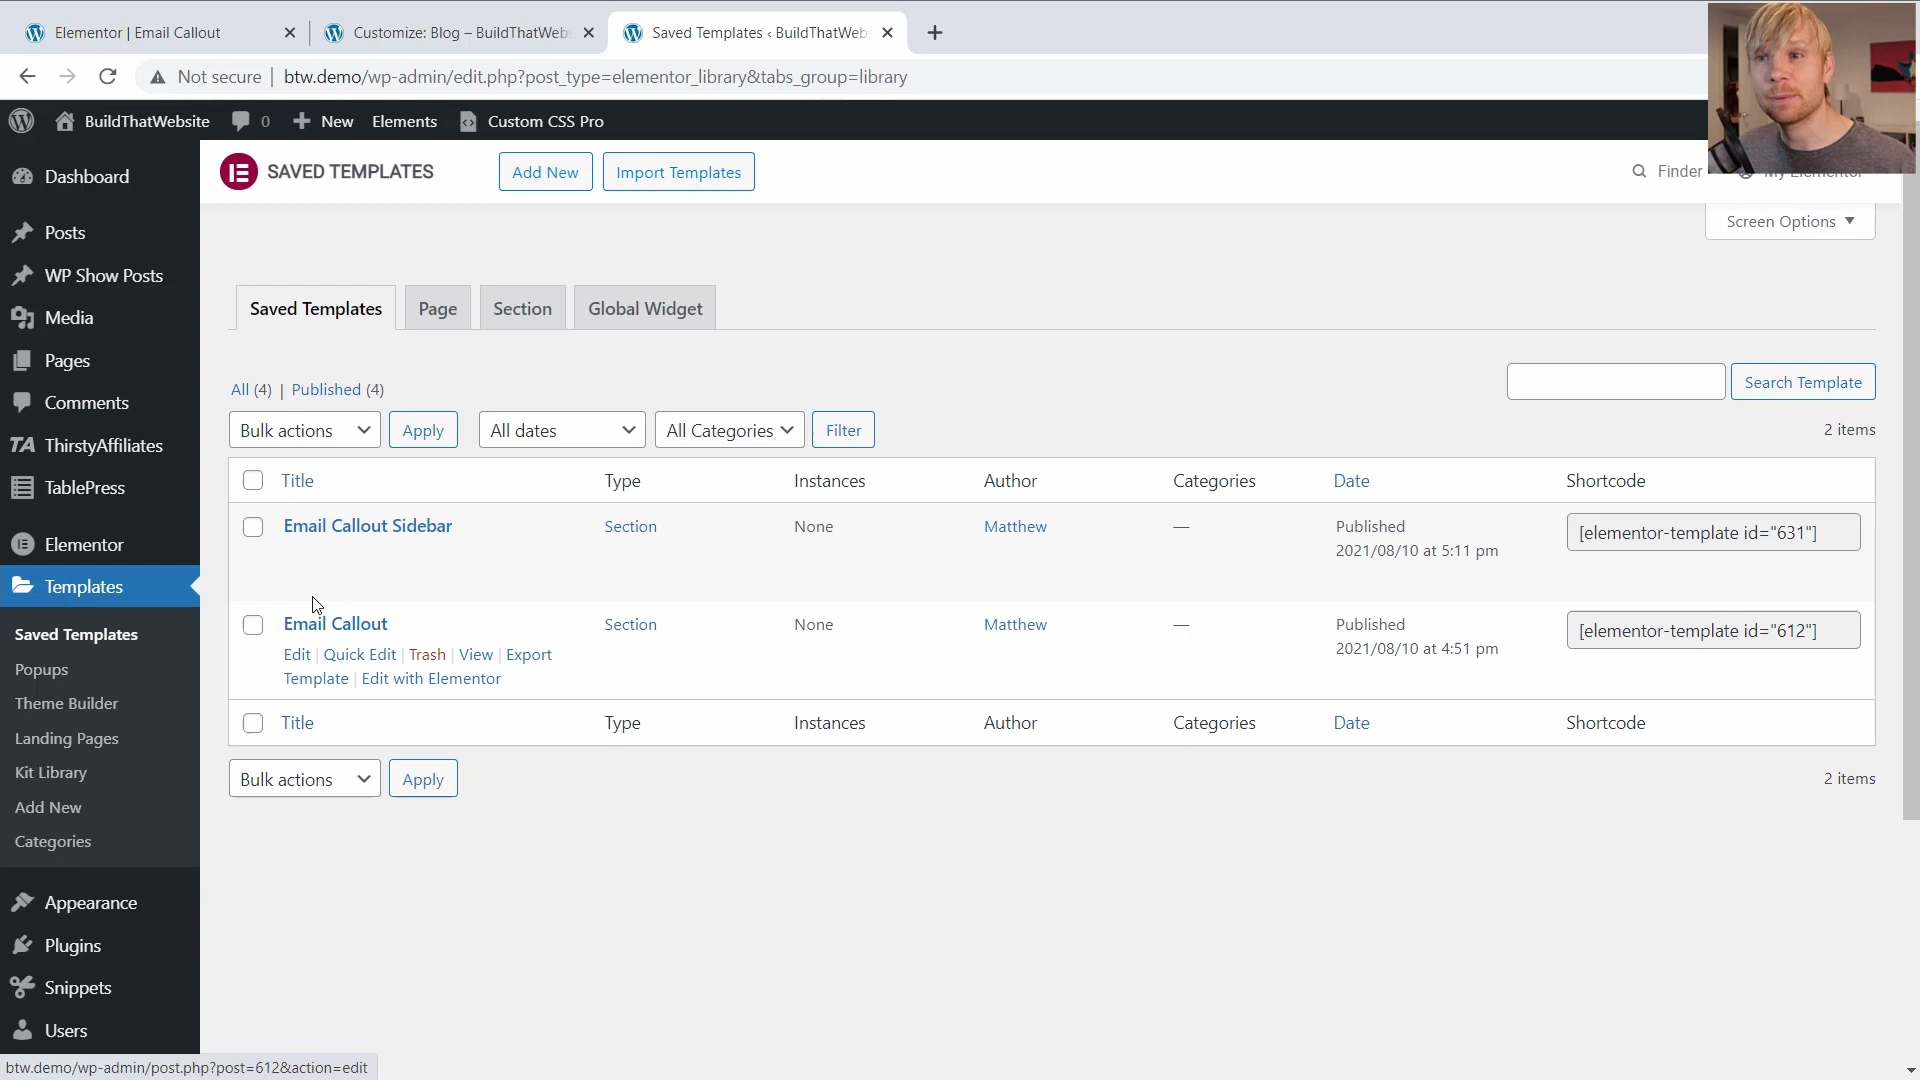 Elementor | Email Callout
Customize: Blog – BuildThatWeb
Saved Templates ‹ BuildThatWeb
Not secure
btw.demo/wp-admin/edit.php?post_type=elementor_library&tabs_group=library
BuildThatWebsite
0
New
Elements
Custom CSS Pro
Dashboard
Posts
WP Show Posts
Media
Pages
Comments
TA ThirstyAffiliates
TablePress
Elementor
Templates
Saved Templates
Popups
Theme Builder
Landing Pages
Kit Library
Add New
Categories
Appearance
Plugins
Snippets
Users
SAVED TEMPLATES
Add New
Import Templates
Finder
My Elementor
Screen Options
Saved Templates
Page
Section
Global Widget
All (4) | Published (4)
Search Template
Bulk actions
Apply
All dates
All Categories
Filter
2 items
Title Type Instances Author Categories Date Shortcode
Email Callout Sidebar Section None Matthew — Published [elementor-template id="631"]
2021/08/10 at 5:11 pm
Email Callout Section None Matthew — Published [elementor-template id="612"]
2021/08/10 at 4:51 pm
Edit | Quick Edit | Trash | View | Export
Template | Edit with Elementor
Title Type Instances Author Categories Date Shortcode
Bulk actions
Apply
2 items
btw.demo/wp-admin/post.php?post=612&action=edit